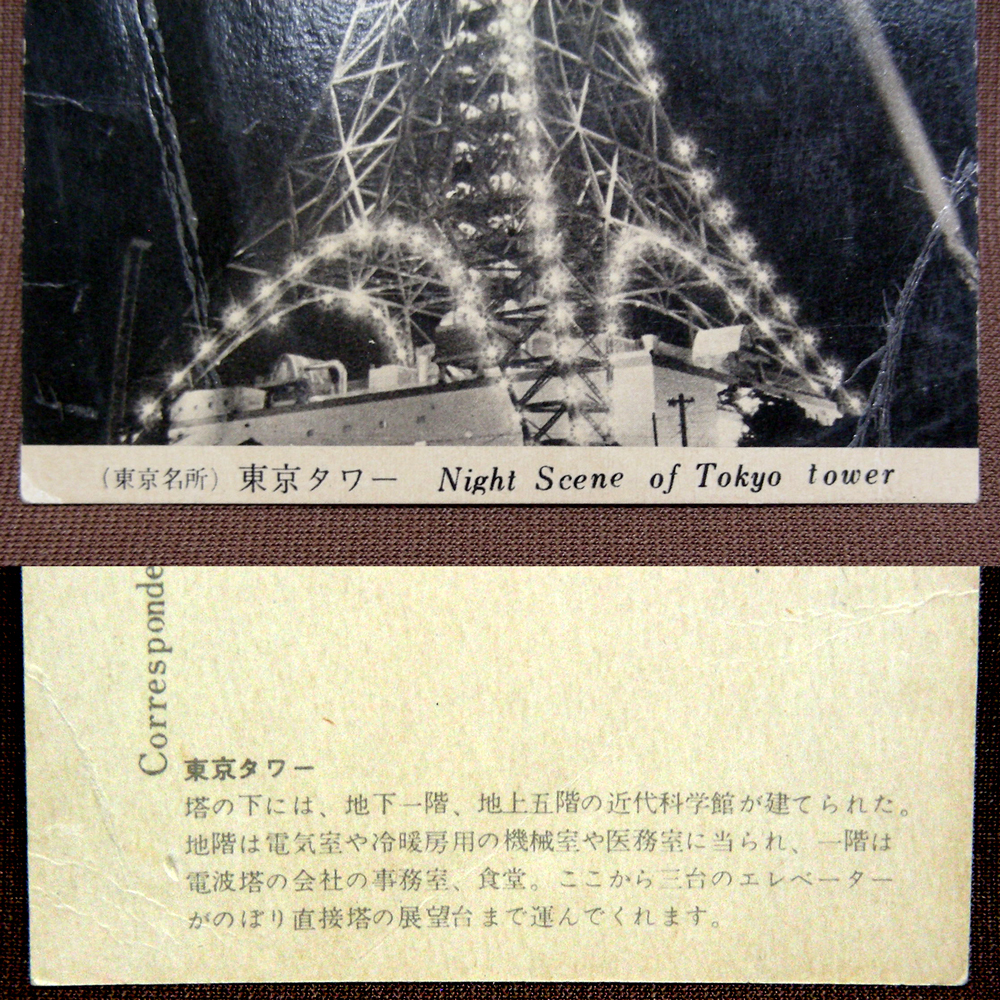 (東京名所) 東京タワー Night Scene of Tokyo tower
Corresponde
東京タワー
塔の下には、地下一階、地上五階の近代科学館が建てられた。
地階は電気室や冷暖房用の機械室や医務室に当られ、一階は
電波塔の会社の事務室、食堂。ここから三台のエレベーター
がのぼり直接塔の展望台まで運んでくれます。